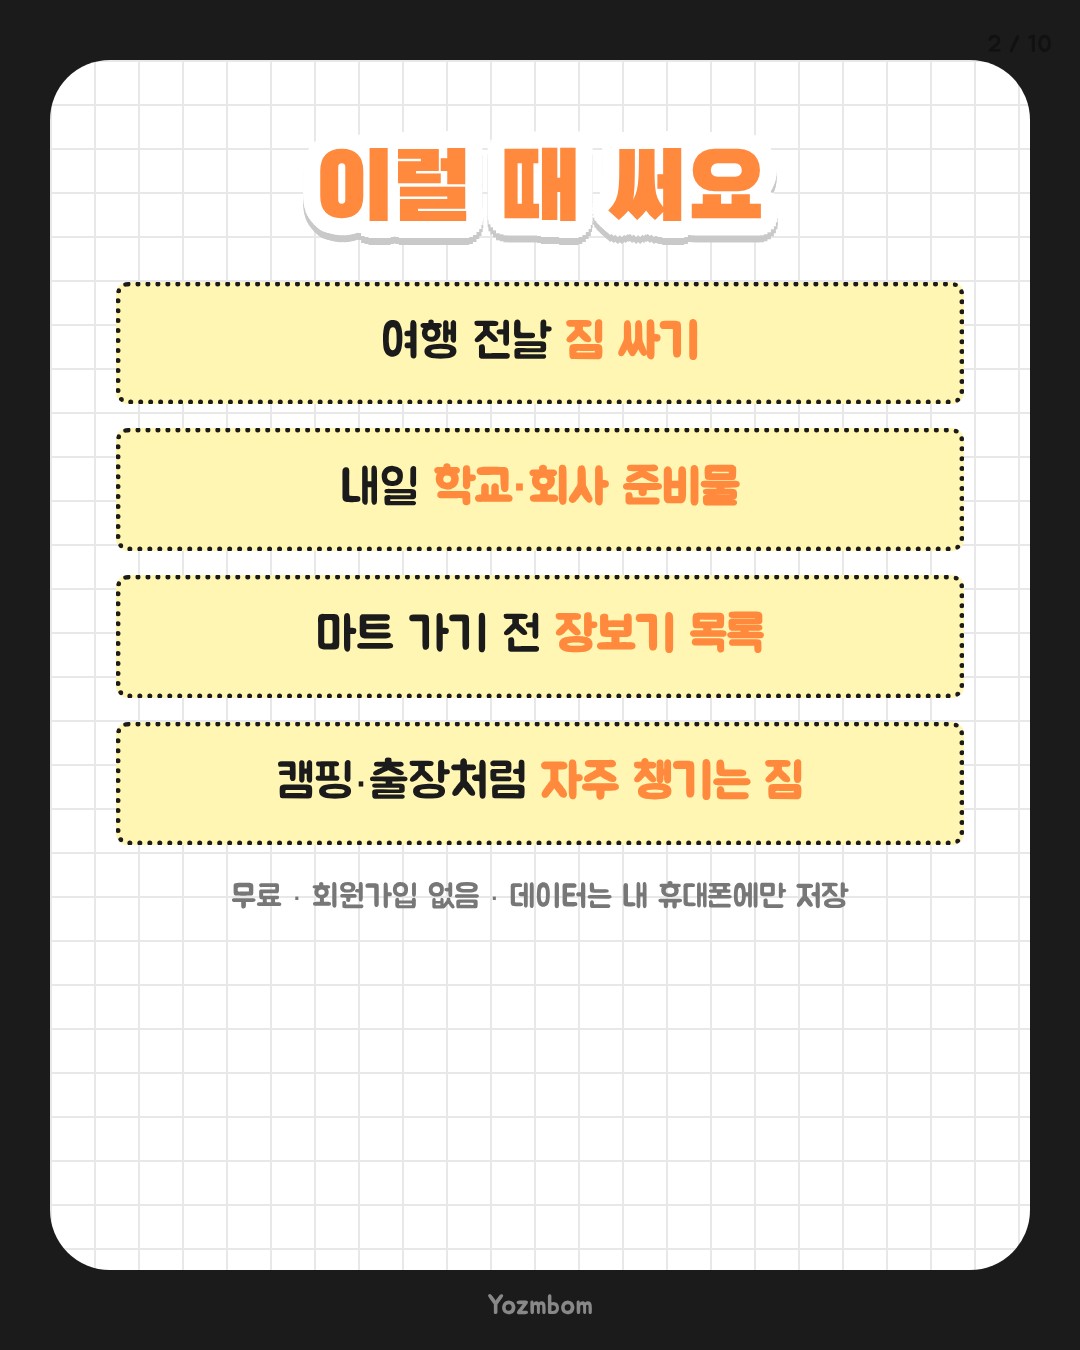 2 / 10
이럴 때 써요
여행 전날 짐 싸기
내일 학교·회사 준비물
마트 가기 전 장보기 목록
캠핑·출장처럼 자주 챙기는 짐
무료 · 회원가입 없음 · 데이터는 내 휴대폰에만 저장
Yozmbom